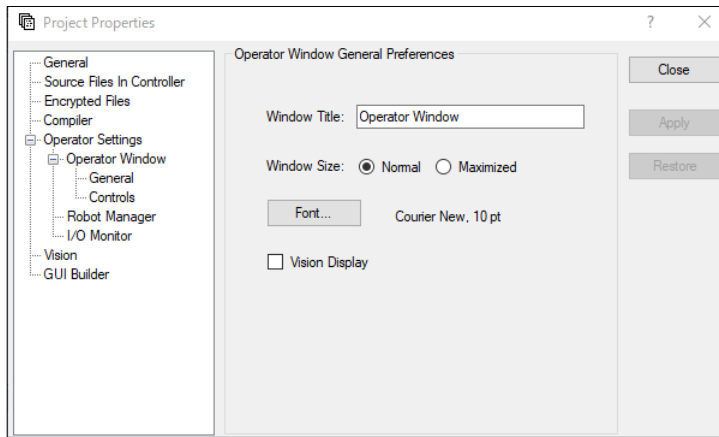 Project Properties
?
General
Source Files In Controller
Encrypted Files
Compiler
Operator Settings
Operator Window
General
Controls
Robot Manager
I/O Monitor
Vision
GUI Builder
Operator Window General Preferences
Window Title: Operator Window
Window Size: Normal Maximized
Font... Courier New, 10 pt
Vision Display
Close
Apply
Restore